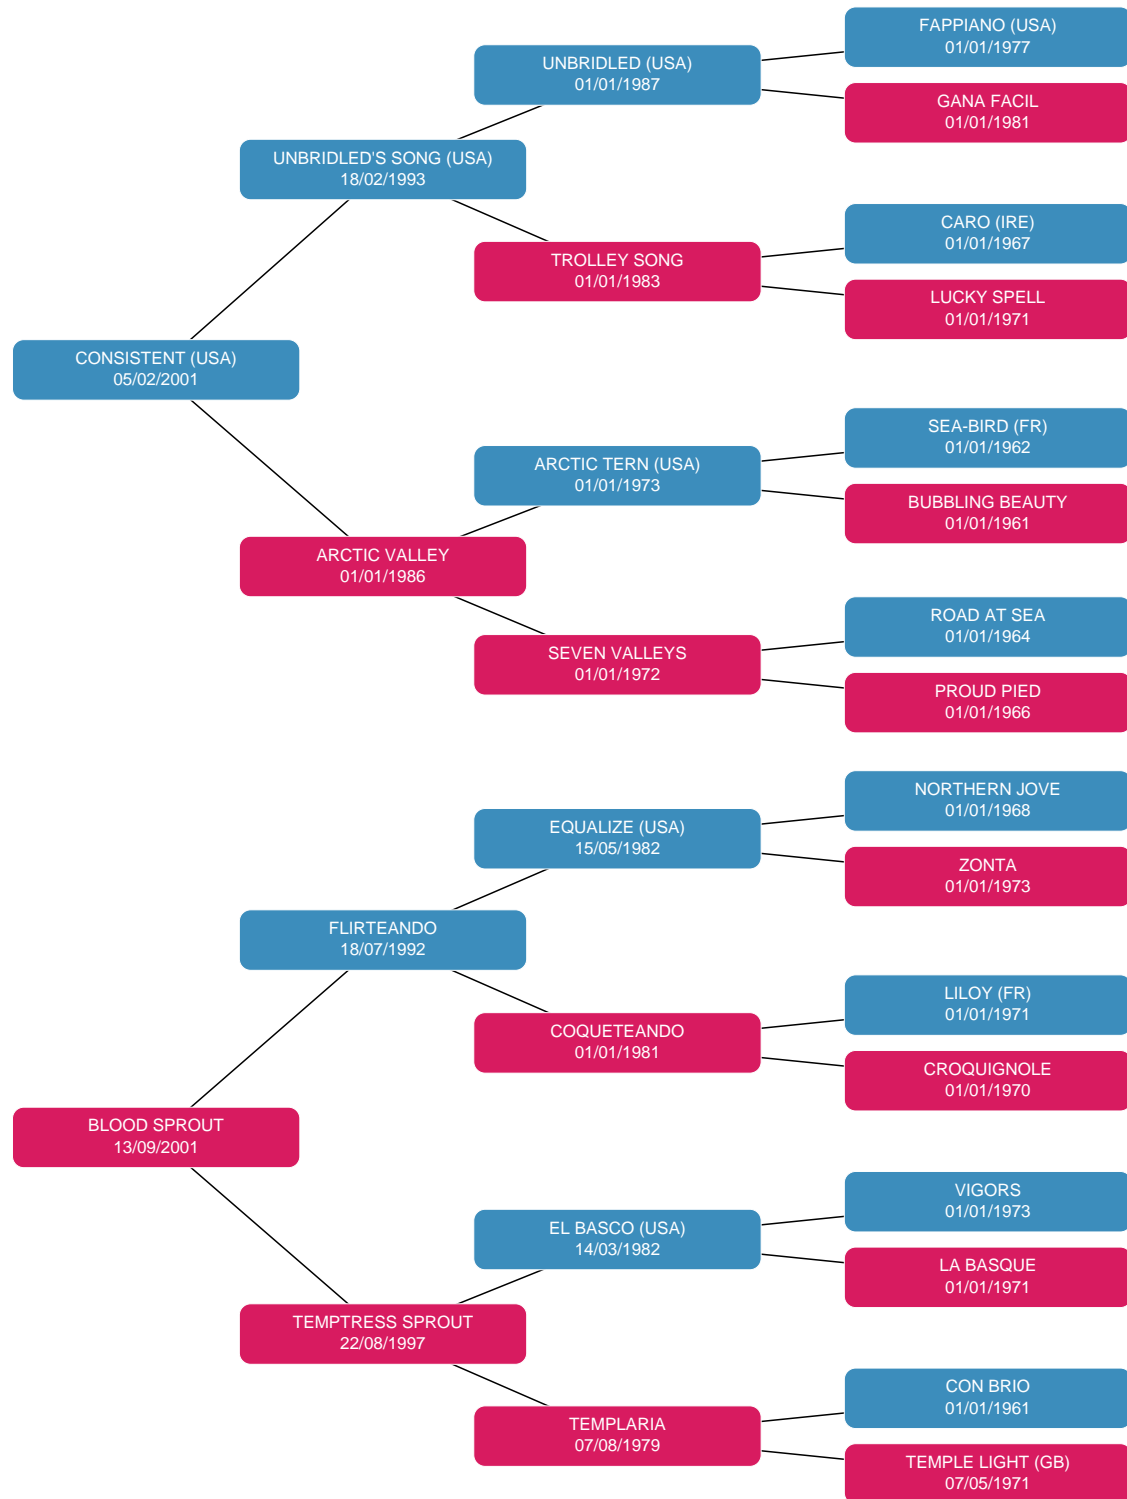 FAPPIANO (USA)
01/01/1977
UNBRIDLED (USA)
01/01/1987
GANA FACIL
01/01/1981
UNBRIDLED'S SONG (USA)
18/02/1993
CARO (IRE)
01/01/1967
TROLLEY SONG
01/01/1983
LUCKY SPELL
01/01/1971
CONSISTENT (USA)
05/02/2001
SEA-BIRD (FR)
01/01/1962
ARCTIC TERN (USA)
01/01/1973
BUBBLING BEAUTY
01/01/1961
ARCTIC VALLEY
01/01/1986
ROAD AT SEA
01/01/1964
SEVEN VALLEYS
01/01/1972
PROUD PIED
01/01/1966
NORTHERN JOVE
01/01/1968
EQUALIZE (USA)
15/05/1982
ZONTA
01/01/1973
FLIRTEANDO
18/07/1992
LILOY (FR)
01/01/1971
COQUETEANDO
01/01/1981
CROQUIGNOLE
01/01/1970
BLOOD SPROUT
13/09/2001
VIGORS
01/01/1973
EL BASCO (USA)
14/03/1982
LA BASQUE
01/01/1971
TEMPTRESS SPROUT
22/08/1997
CON BRIO
01/01/1961
TEMPLARIA
07/08/1979
TEMPLE LIGHT (GB)
07/05/1971